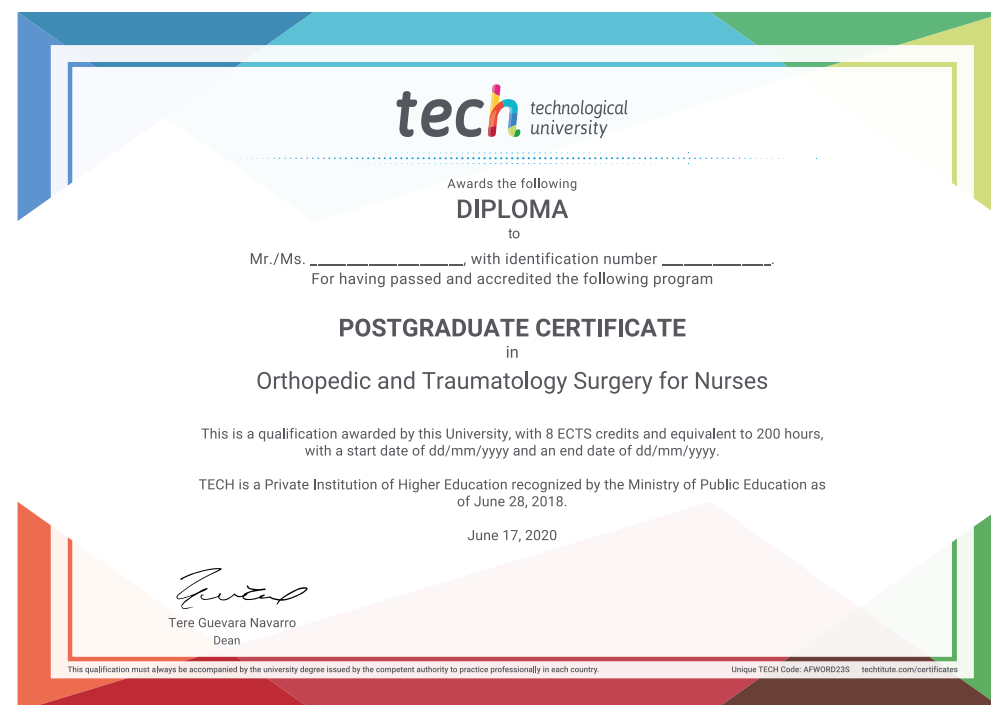 tech technological
university
Awards the following
DIPLOMA
to
Mr./Ms. ____________________, with identification number ______________.
For having passed and accredited the following program
POSTGRADUATE CERTIFICATE
in
Orthopedic and Traumatology Surgery for Nurses
This is a qualification awarded by this University, with 8 ECTS credits and equivalent to 200 hours,
with a start date of dd/mm/yyyy and an end date of dd/mm/yyyy.
TECH is a Private Institution of Higher Education recognized by the Ministry of Public Education as
of June 28, 2018.
June 17, 2020
Tere Guevara Navarro
Dean
This qualification must always be accompanied by the university degree issued by the competent authority to practice professionally in each country. Unique TECH Code: AFWORD23S techtitute.com/certificates